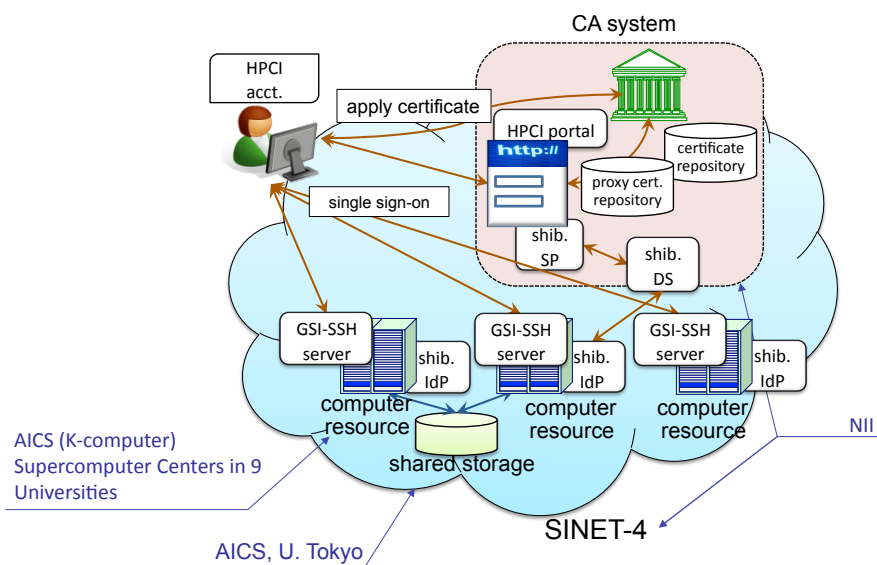 CA system
HPCI
acct.
apply certificate
HPCI portal
http://
certificate
repository
proxy cert.
repository
single sign-on
shib.
SP
shib.
DS
GSI-SSH
server
shib.
IdP
computer
resource
GSI-SSH
server
shib.
IdP
computer
resource
GSI-SSH
server
shib.
IdP
computer
resource
shared storage
AICS (K-computer)
Supercomputer Centers in 9
Universities
NII
SINET-4
AICS, U. Tokyo